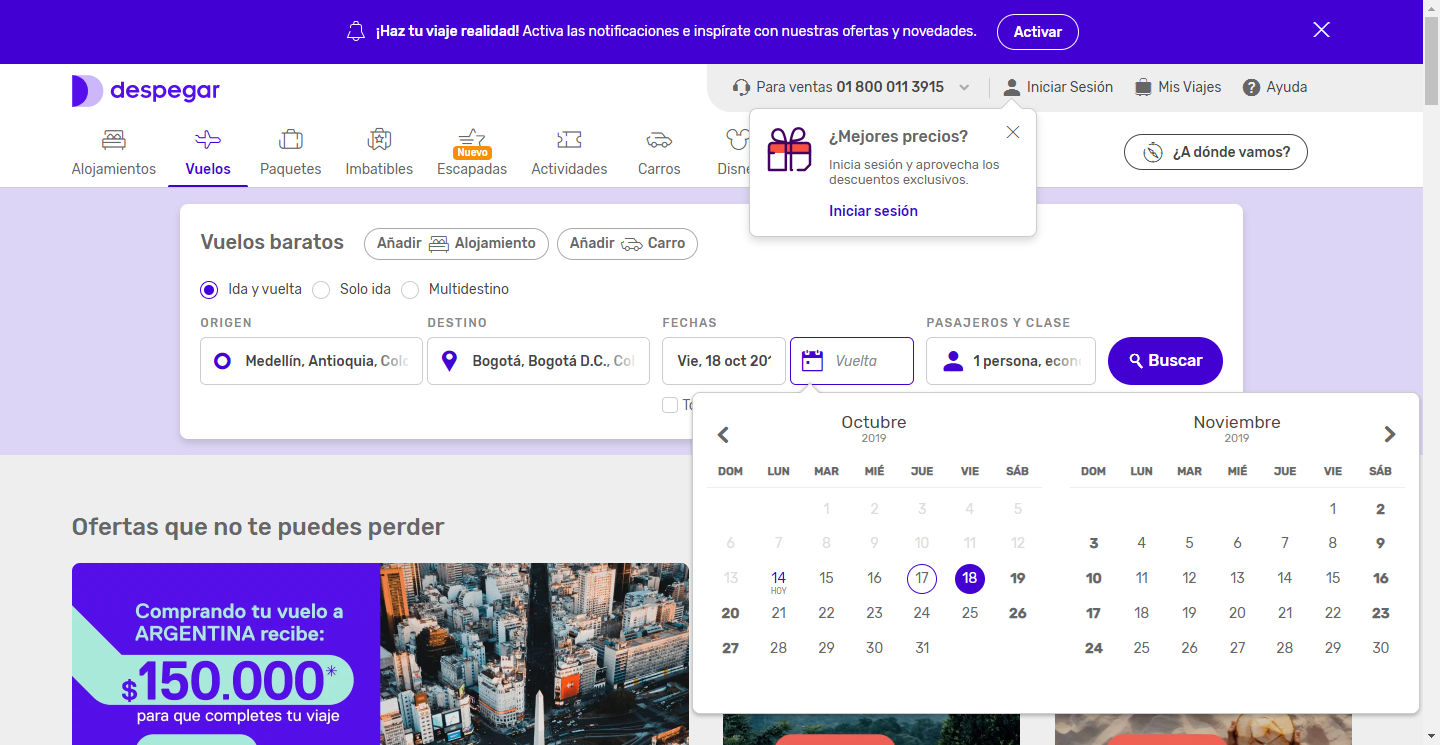 ¡Haz tu viaje realidad! Activa las notificaciones e inspírate con nuestras ofertas y novedades. Activar
despegar
Para ventas 01 800 011 3915 Iniciar Sesión Mis Viajes Ayuda
¿Mejores precios?
Inicia sesión y aprovecha los
descuentos exclusivos.
Iniciar sesión
Nuevo
Alojamientos Vuelos Paquetes Imbatibles Escapadas Actividades Carros
¿A dónde vamos?
Vuelos baratos Añadir Alojamiento Añadir Carro
Ida y vuelta Solo ida Multidestino
ORIGEN DESTINO FECHAS PASAJEROS Y CLASE
Medellín, Antioquia, Bogotá, Bogotá D.C., Vie, 18 oct Vuelta 1 persona, Buscar
Octubre Noviembre
2019 2019
DOM LUN MAR MIÉ JUE VIE SÁB DOM LUN MAR MIÉ JUE VIE SÁB
1 2 3 4 5 1 2
6 7 8 9 10 11 12 3 4 5 6 7 8 9
13 14 15 16 17 18 19 10 11 12 13 14 15 16
HOY
20 21 22 23 24 25 26 17 18 19 20 21 22 23
27 28 29 30 31 24 25 26 27 28 29 30
Ofertas que no te puedes perder
Comprando tu vuelo a
ARGENTINA recibe:
$150.000*
para que completes tu viaje